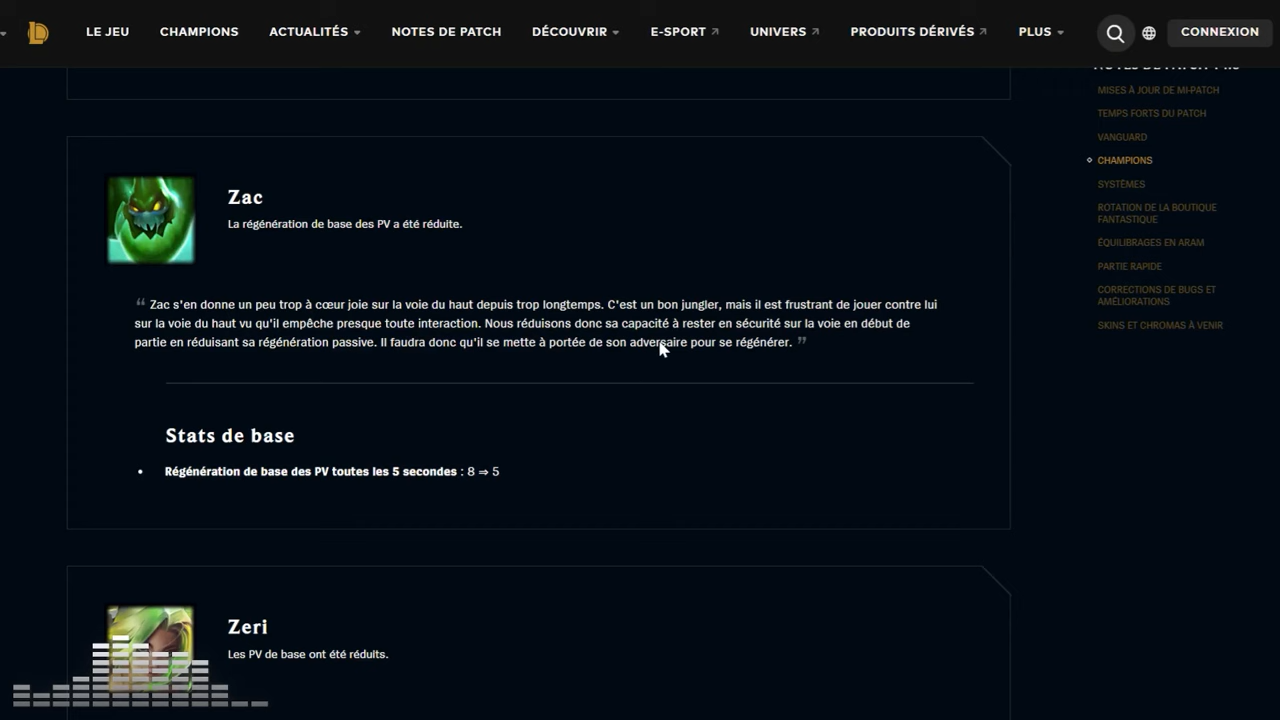 LE JEU
CHAMPIONS
ACTUALITÉS
NOTES DE PATCH
DÉCOUVRIR
E-SPORT
UNIVERS
PRODUITS DÉRIVÉS
PLUS
CONNEXION
MISES À JOUR DE MI-PATCH
TEMPS FORTS DU PATCH
VANGUARD
CHAMPIONS
SYSTÈMES
ROTATION DE LA BOUTIQUE
FANTASTIQUE
ÉQUILIBRAGES EN ARAM
PARTIE RAPIDE
CORRECTIONS DE BUGS ET
AMÉLIORATIONS
SKINS ET CHROMAS À VENIR
Zac
La régénération de base des PV a été réduite.
“ Zac s'en donne un peu trop à cœur joie sur la voie du haut depuis trop longtemps. C'est un bon jungler, mais il est frustrant de jouer contre lui
sur la voie du haut vu qu'il empêche presque toute interaction. Nous réduisons donc sa capacité à rester en sécurité sur la voie en début de
partie en réduisant sa régénération passive. Il faudra donc qu'il se mette à portée de son adversaire pour se régénérer. ”
Stats de base
• Régénération de base des PV toutes les 5 secondes : 8 ⇒ 5
Zeri
Les PV de base ont été réduits.